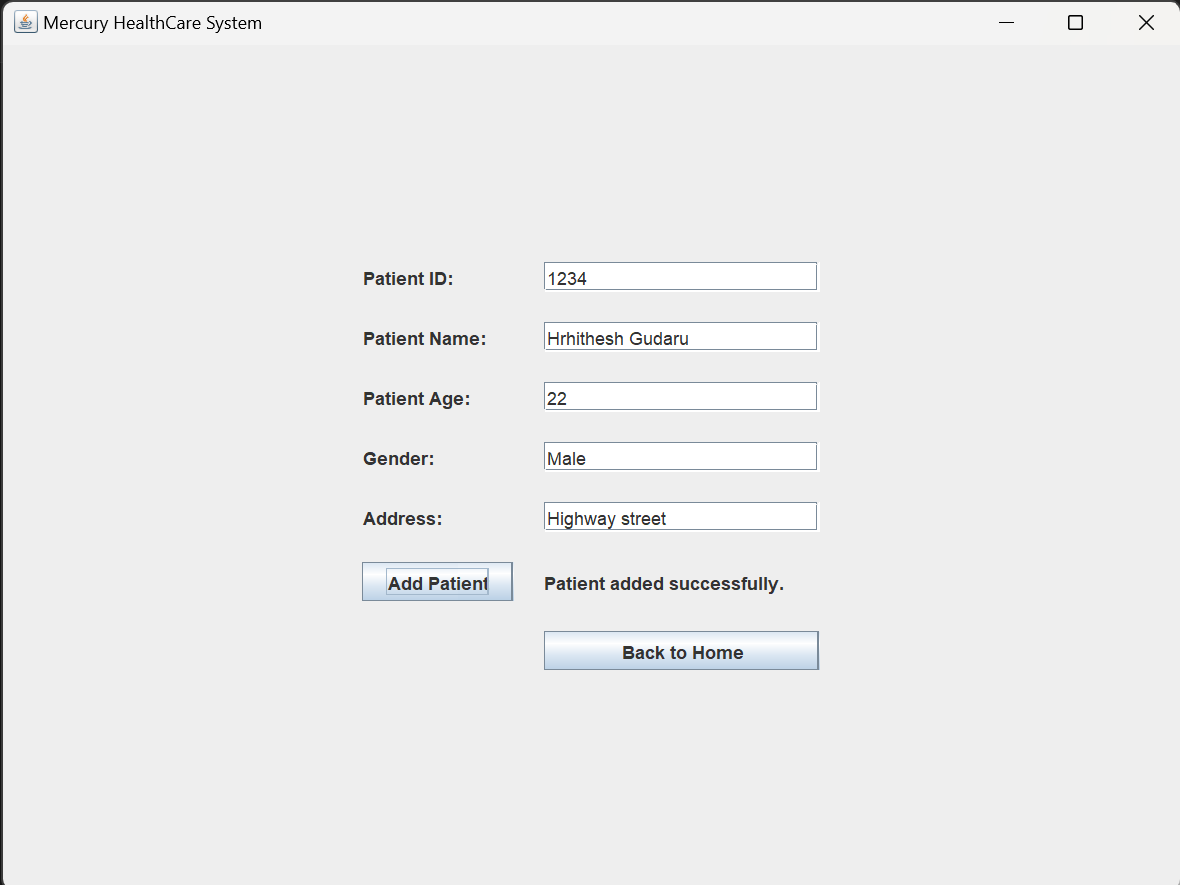 Mercury HealthCare System
Patient ID: 1234
Patient Name: Hrhithesh Gudaru
Patient Age: 22
Gender: Male
Address: Highway street
Add Patient Patient added successfully.
Back to Home